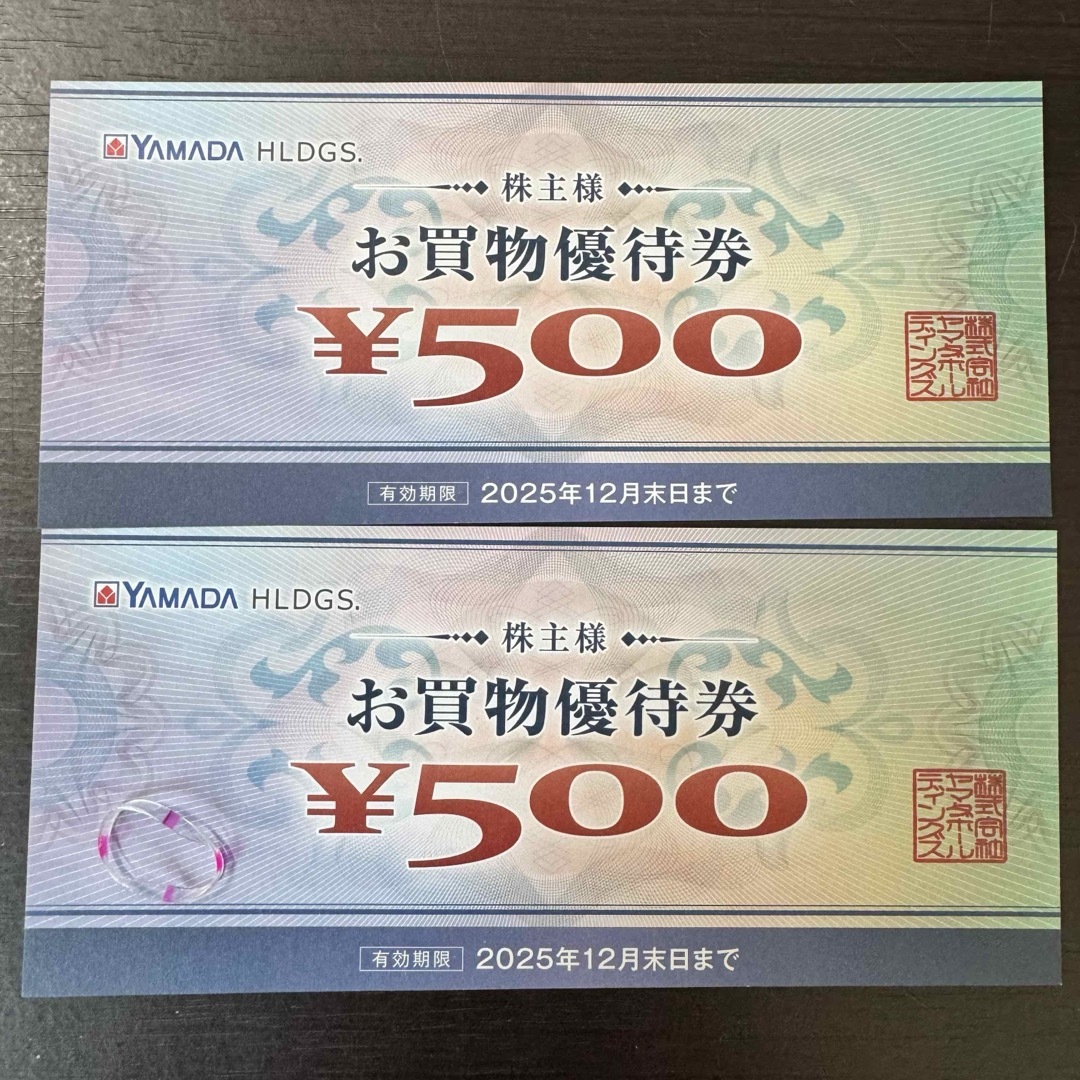 YAMADA HLDGS.
株主様
お買物優待券
¥500
株式会社
ヤマダホール
ディングス
有効期限 2025年12月末日まで
YAMADA HLDGS.
株主様
お買物優待券
¥500
株式会社
ヤマダホール
ディングス
有効期限 2025年12月末日まで